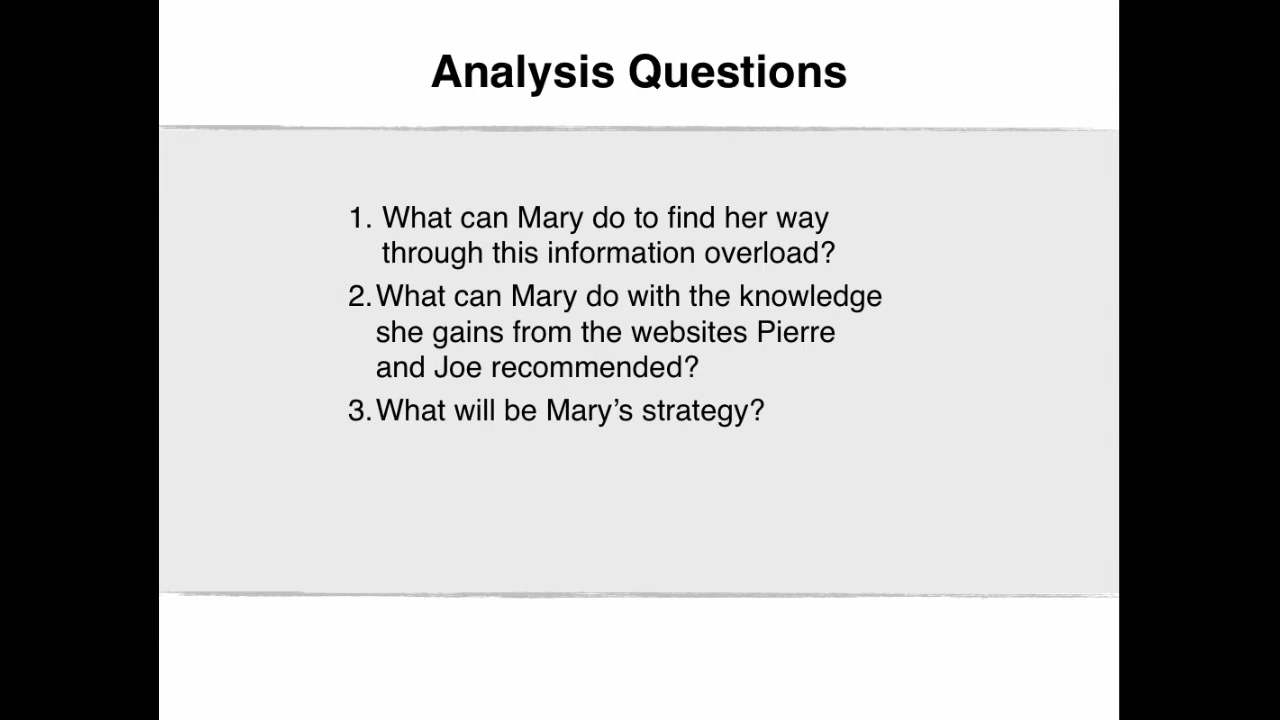 Analysis Questions
1. What can Mary do to find her way
through this information overload?
2. What can Mary do with the knowledge
she gains from the websites Pierre
and Joe recommended?
3. What will be Mary’s strategy?